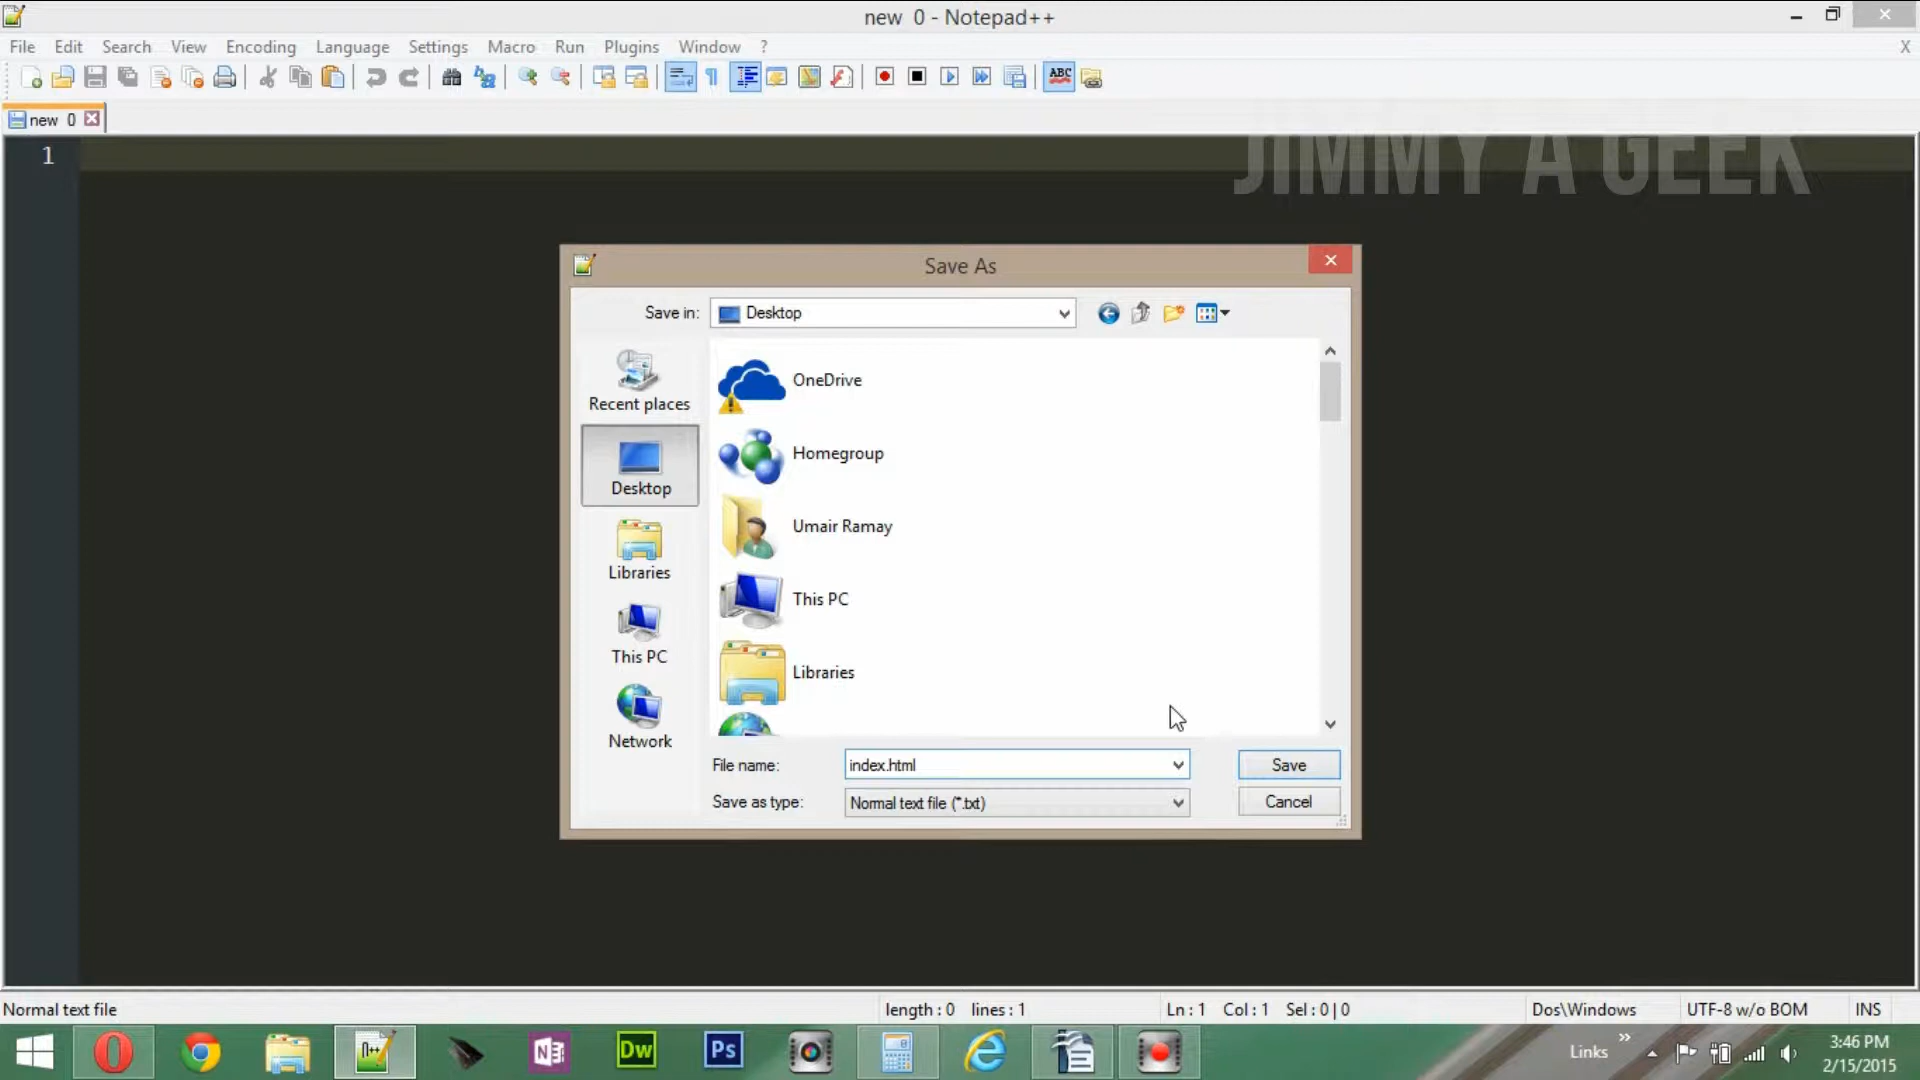 new 0 - Notepad++
File Edit Search View Encoding Language Settings Macro Run Plugins Window ? X
ABC
new 0
1
JIMMY A GEEK
Save As
Save in: Desktop
Recent places
Desktop
Libraries
This PC
Network
OneDrive
Homegroup
Umair Ramay
This PC
Libraries
File name: index.html Save
Save as type: Normal text file (*.txt) Cancel
Normal text file length : 0 lines : 1 Ln : 1 Col : 1 Sel : 0 | 0 Dos\Windows UTF-8 w/o BOM INS
n++ N Dw Ps Links » 3:46 PM
2/15/2015